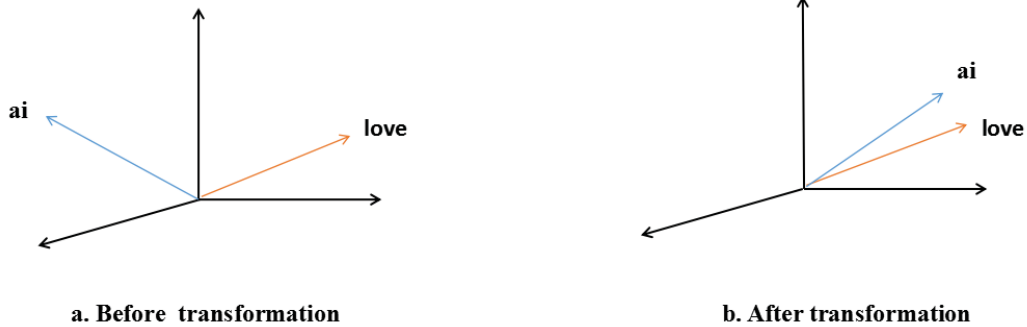 ai
love
a. Before transformation
ai
love
b. After transformation